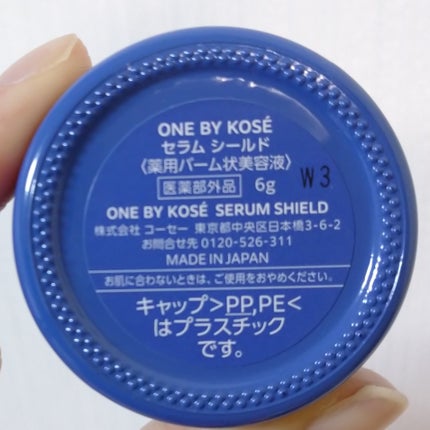 ONE BY KOSÉ
セラム シールド
〈薬用バーム状美容液〉
医薬部外品 6g W3
ONE BY KOSÉ SERUM SHIELD
株式会社 コーセー 東京都中央区日本橋3-6-2
お問合せ先 0120-526-311
MADE IN JAPAN
お肌に合わないときは、ご使用をおやめください。
キャップ>PP,PE<
はプラスチック
です。